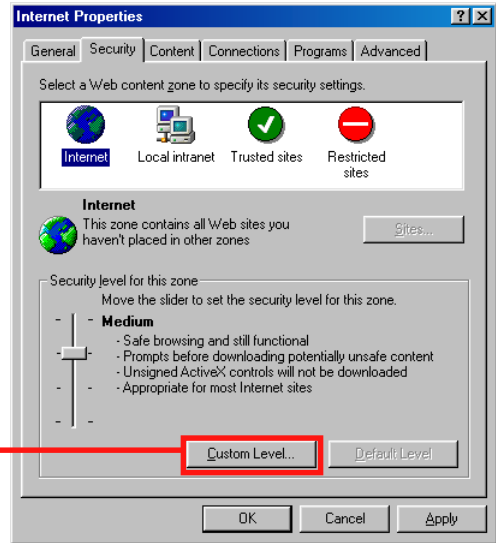 Internet Properties
General Security Content Connections Programs Advanced
Select a Web content zone to specify its security settings.
Internet Local intranet Trusted sites Restricted sites
Internet
This zone contains all Web sites you
haven't placed in other zones
Sites...
Security level for this zone
Move the slider to set the security level for this zone.
Medium
- Safe browsing and still functional
- Prompts before downloading potentially unsafe content
- Unsigned ActiveX controls will not be downloaded
- Appropriate for most Internet sites
Custom Level... Default Level
OK Cancel Apply